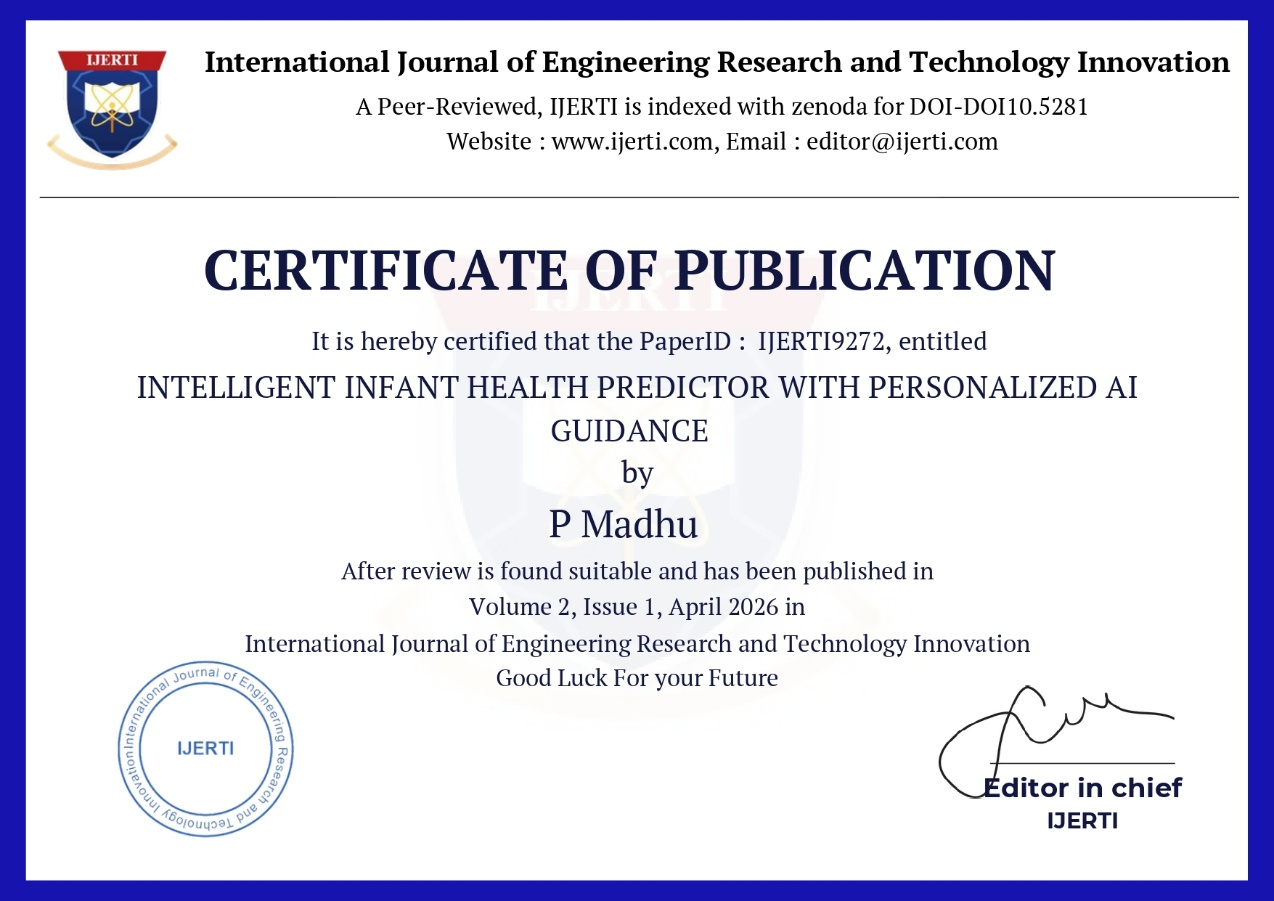 IJERTI
International Journal of Engineering Research and Technology Innovation
A Peer-Reviewed, IJERTI is indexed with zenoda for DOI-DOI10.5281
Website : www.ijerti.com, Email : editor@ijerti.com
CERTIFICATE OF PUBLICATION
IJERTI
It is hereby certified that the PaperID : IJERTI9272, entitled
INTELLIGENT INFANT HEALTH PREDICTOR WITH PERSONALIZED AI
GUIDANCE
by
P Madhu
After review is found suitable and has been published in
Volume 2, Issue 1, April 2026 in
International Journal of Engineering Research and Technology Innovation
Good Luck For your Future
International Journal of Engineering Research and Technology Innovation
IJERTI
Editor in chief
IJERTI